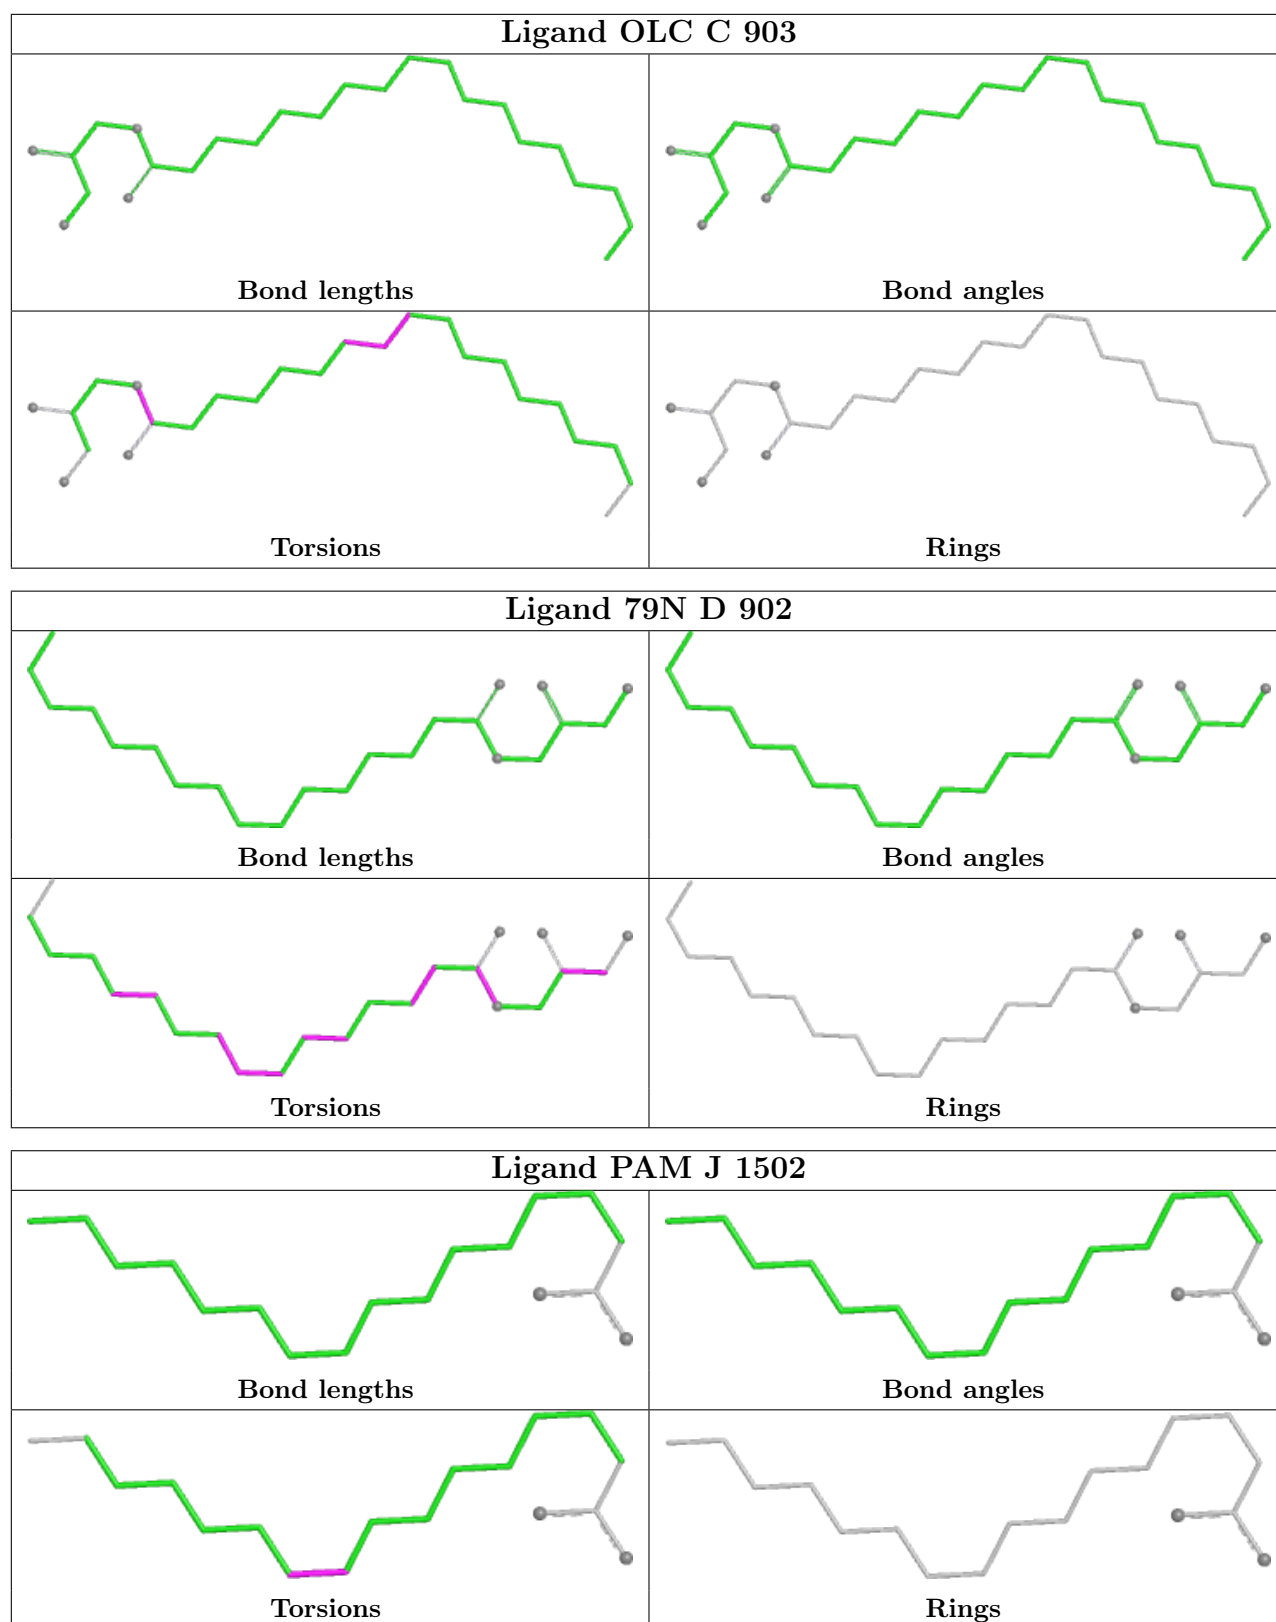 Ligand OLC C 903
Bond lengths
Bond angles
Torsions
Rings
Ligand 79N D 902
Bond lengths
Bond angles
Torsions
Rings
Ligand PAM J 1502
Bond lengths
Bond angles
Torsions
Rings